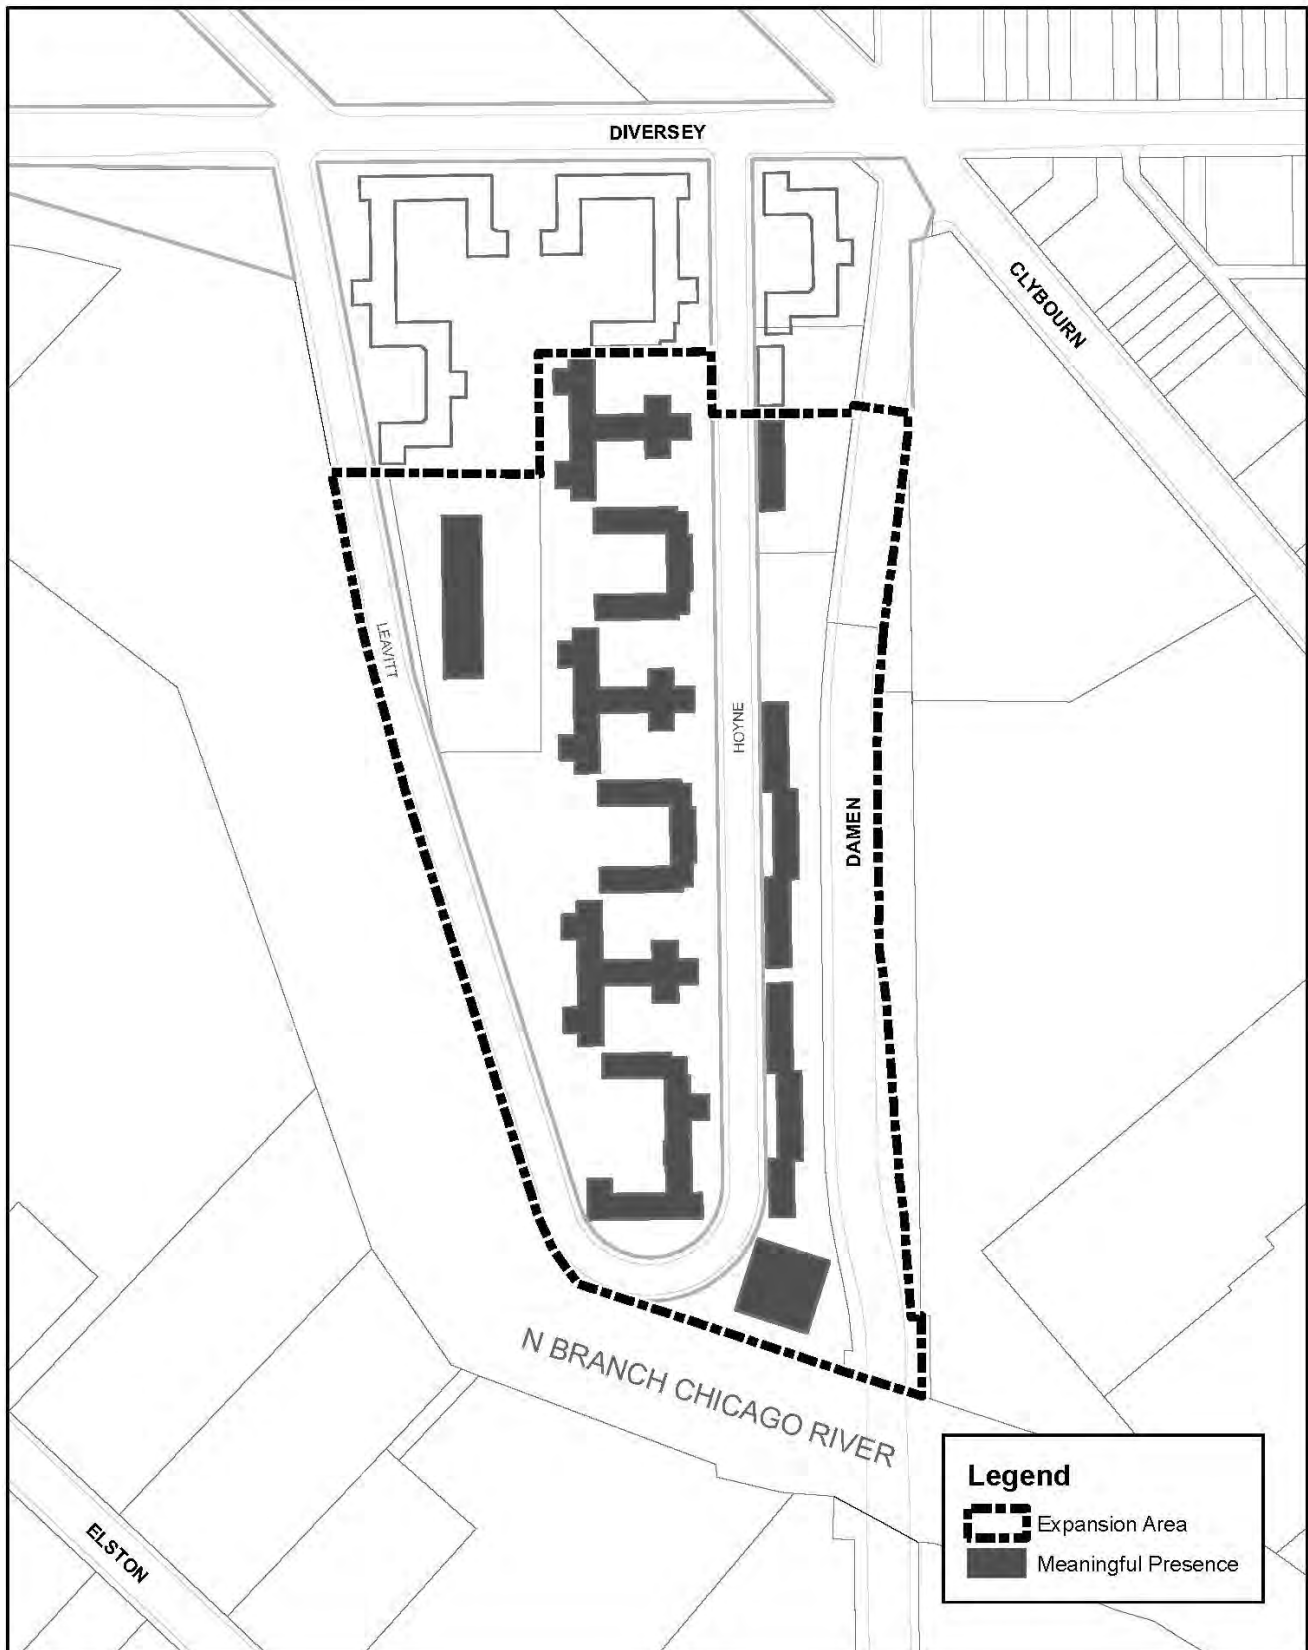 DIVERSEY
CLYBOURN
LEAVITT
HOYNE
DAMEN
N BRANCH CHICAGO RIVER
ELSTON
Legend
Expansion Area
Meaningful Presence